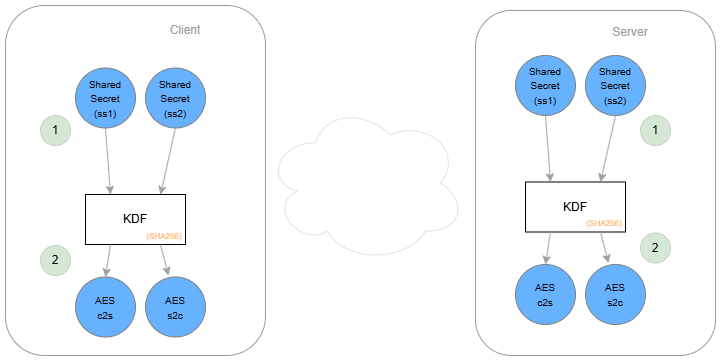 Client
Shared
Secret
(ss1)
Shared
Secret
(ss2)
1
KDF
(SHA256)
2
AES
c2s
AES
s2c
Server
Shared
Secret
(ss1)
Shared
Secret
(ss2)
1
KDF
(SHA256)
2
AES
c2s
AES
s2c